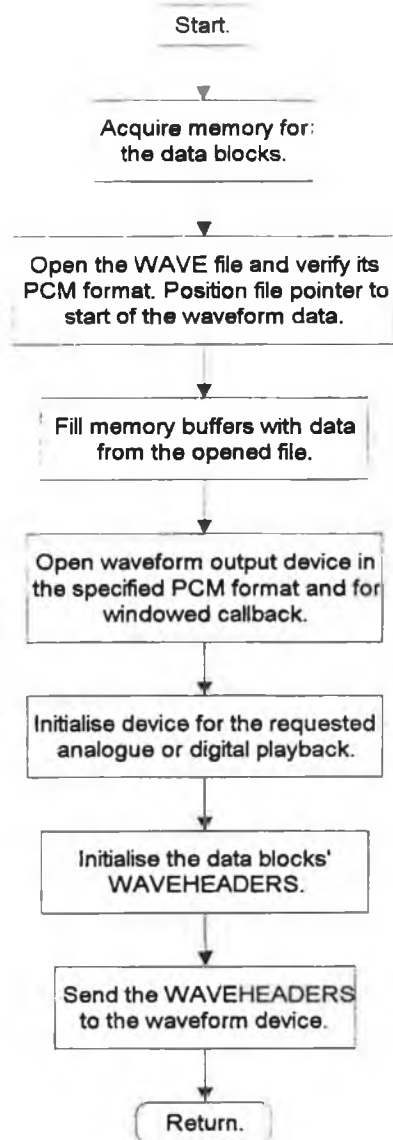 Start.
Acquire memory for
the data blocks.
Open the WAVE file and verify its
PCM format. Position file pointer to
start of the waveform data.
Fill memory buffers with data
from the opened file.
Open waveform output device in
the specified PCM format and for
windowed callback.
Initialise device for the requested
analogue or digital playback.
Initialise the data blocks'
WAVEHEADERS.
Send the WAVEHEADERS
to the waveform device.
Return.